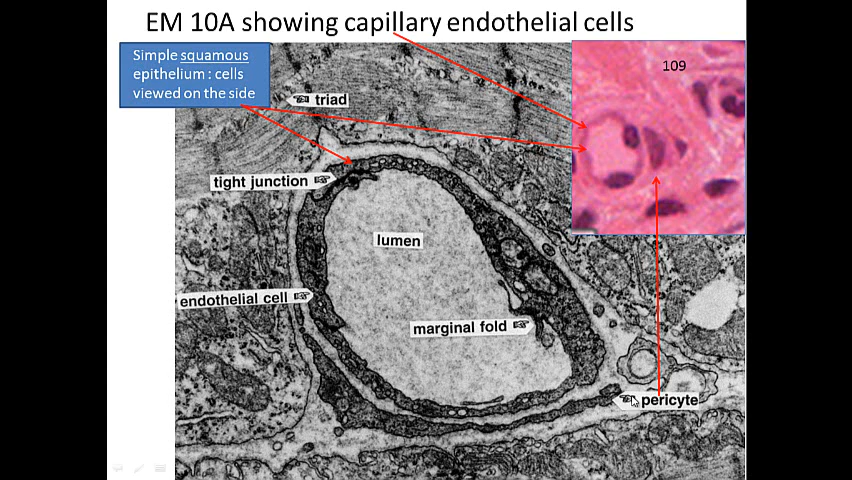 EM 10A showing capillary endothelial cells
Simple squamous
epithelium : cells
viewed on the side
109
triad
tight junction
lumen
endothelial cell
marginal fold
pericyte